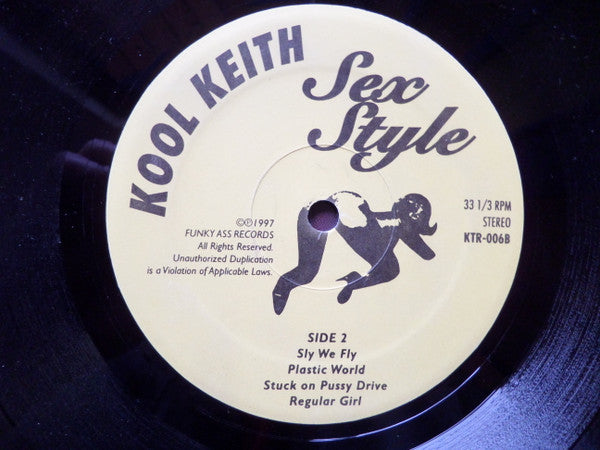 KOOL KEITH
Sex
Style
©℗1997
FUNKY ASS RECORDS
All Rights Reserved.
Unauthorized Duplication
is a Violation of Applicable Laws.
33 1/3 RPM
STEREO
KTR-006B
SIDE 2
Sly We Fly
Plastic World
Stuck on Pussy Drive
Regular Girl